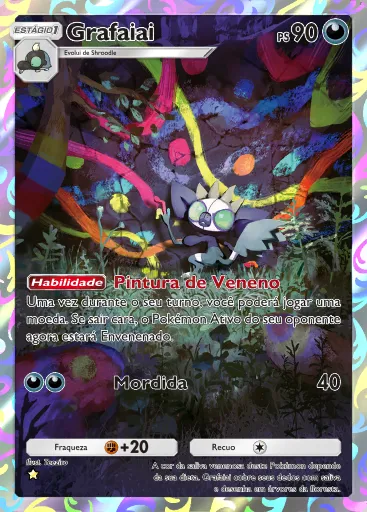 ESTÁGIO 1
Grafaiai
PS 90
Evolui de Shroodle
Habilidade Pintura de Veneno
Uma vez durante o seu turno, você poderá jogar uma
moeda. Se sair cara, o Pokémon Ativo do seu oponente
agora estará Envenenado.
Mordida 40
Fraqueza +20 Recuo
Ilust. Teeziro
A cor da saliva venenosa deste Pokémon depende
da sua dieta. Grafaiai cobre seus dedos com saliva
e desenha em árvores da floresta.